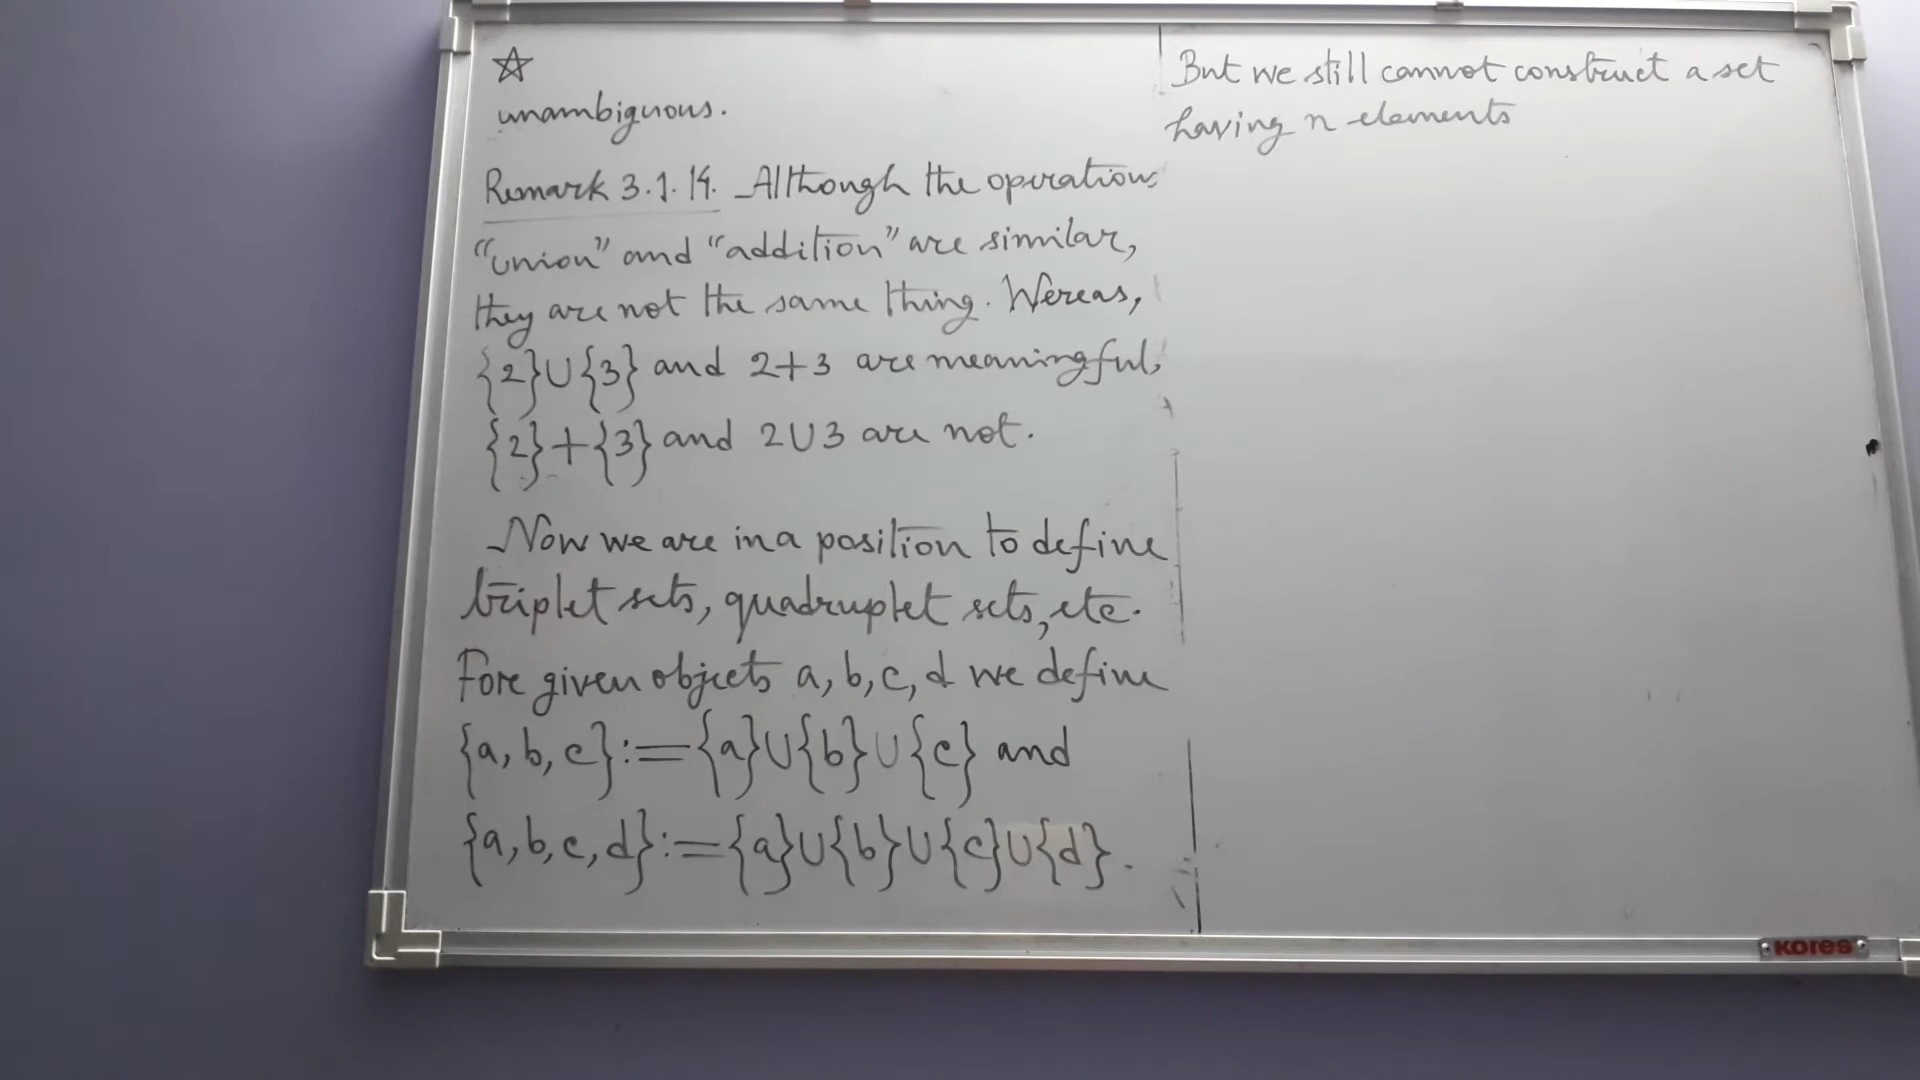 ☆
unambiguous.
Remark 3.1.14. Although the operations
“union” and “addition” are similar,
they are not the same thing. Wereas,
{2}∪{3} and 2+3 are meaningful,
{2}+{3} and 2∪3 are not.
Now we are in a position to define
triplet sets, quadruplet sets, etc.
Fore given objects a, b, c, d we define
{a, b, c}:={a}∪{b}∪{c} and
{a, b, c, d}:={a}∪{b}∪{c}∪{d}.
But we still cannot construct a set
having n elements
KORES